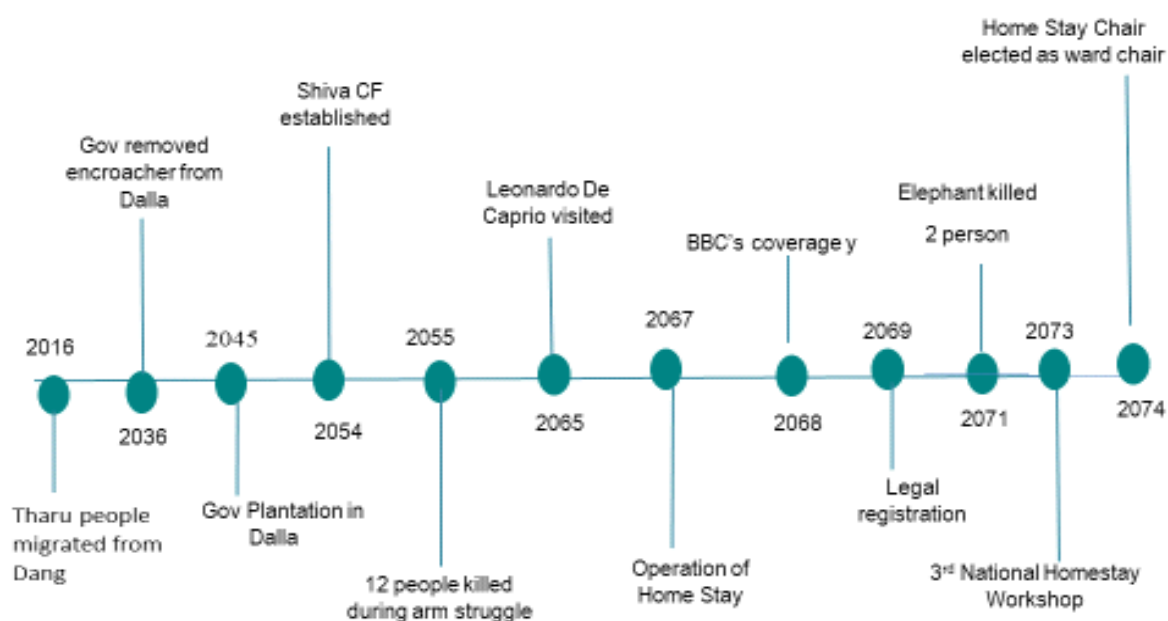 Home Stay Chair
elected as ward chair
Shiva CF
established
Gov removed
encroacher from
Dalla
Leonardo De
Caprio visited
Elephant killed
2 person
BBC's coverage y
2016
2045
2055
2067
2069
2073
2036
2054
2065
2068
2071
2074
Tharu people
migrated from
Dang
Gov Plantation in
Dalla
12 people killed
during arm struggle
Operation of
Home Stay
Legal
registration
3rd National Homestay
Workshop